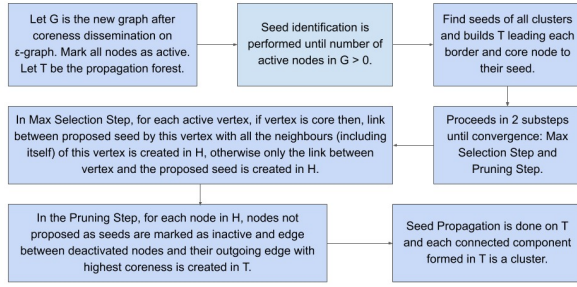 Let G is the new graph after
coreness dissemination on
ε-graph. Mark all nodes as active.
Let T be the propagation forest.
Seed identification is
performed until number of
active nodes in G > 0.
Find seeds of all clusters
and builds T leading each
border and core node to
their seed.
Proceeds in 2 substeps
until convergence: Max
Selection Step and
Pruning Step.
In Max Selection Step, for each active vertex, if vertex is core then, link
between proposed seed by this vertex with all the neighbours (including
itself) of this vertex is created in H, otherwise only the link between
vertex and the proposed seed is created in H.
In the Pruning Step, for each node in H, nodes not
proposed as seeds are marked as inactive and edge
between deactivated nodes and their outgoing edge with
highest coreness is created in T.
Seed Propagation is done on T
and each connected component
formed in T is a cluster.